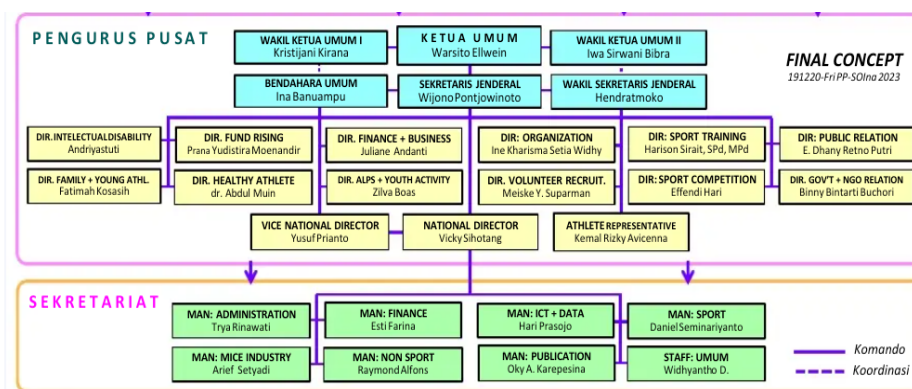 PENGURUS PUSAT
WAKIL KETUA UMUM I
Kristijani Kirana
KETUA UMUM
Warsito Ellwein
WAKIL KETUA UMUM II
Iwa Sirwani Bibra
FINAL CONCEPT
191220-Fri PP-SOIna 2023
BENDAHARA UMUM
Ina Banuampu
SEKRETARIS JENDERAL
Wijono Pontjowinoto
WAKIL SEKRETARIS JENDERAL
Hendratmoko
DIR. INTELECTUALDISABILITY
Andriyastuti
DIR. FUND RISING
Prana Yudistira Moenandir
DIR. FINANCE + BUSINESS
Juliane Andanti
DIR: ORGANIZATION
Ine Kharisma Setia Widhy
DIR: SPORT TRAINING
Harison Sirait, SPd, MPd
DIR: PUBLIC RELATION
E. Dhany Retno Putri
DIR. FAMILY + YOUNG ATHL.
Fatimah Kosasih
DIR. HEALTHY ATHLETE
dr. Abdul Muin
DIR. ALPS + YOUTH ACTIVITY
Zilva Boas
DIR. VOLUNTEER RECRUIT.
Meiske Y. Suparman
DIR: SPORT COMPETITION
Effendi Hari
DIR. GOV'T + NGO RELATION
Binny Bintarti Buchori
VICE NATIONAL DIRECTOR
Yusuf Prianto
NATIONAL DIRECTOR
Vicky Sihotang
ATHLETE REPRESENTATIVE
Kemal Rizky Avicenna
SEKRETARIAT
MAN: ADMINISTRATION
Trya Rinawati
MAN: FINANCE
Esti Farina
MAN: ICT + DATA
Hari Prasojo
MAN: SPORT
Daniel Seminariyanto
MAN: MICE INDUSTRY
Arief Setyadi
MAN: NON SPORT
Raymond Alfons
MAN: PUBLICATION
Oky A. Karepesina
STAFF: UMUM
Widhyantho D.
Komando
Koordinasi